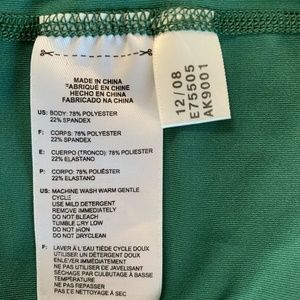 MADE IN CHINA
FABRIQUÉ EN CHINE
HECHO EN CHINA
FABRICADO NA CHINA
US: BODY: 78% POLYESTER
22% SPANDEX
F: CORPS: 78% POLYESTER
22% ELASTHANNE
E: CUERPO (TRONCO): 78% POLIESTER
22% ELASTANO
P: CORPO: 78% POLIÉSTER
22% ELASTANO
US: MACHINE WASH WARM GENTLE
CYCLE
USE MILD DETERGENT
REMOVE IMMEDIATELY
DO NOT BLEACH
TUMBLE DRY LOW
DO NOT IRON
DO NOT DRYCLEAN
F: LAVER À L'EAU TIÈDE CYCLE DOUX
UTILISER UN DÉTERGENT DOUX
ENLEVER IMMÉDIATEMENT
NE PAS UTILISER DE JAVELISANT
SÉCHAGE PAR CULBUTAGE À BASSE
TEMPÉRATURE
NE PAS REPASSER
PAS DE NETTOYAGE À SEC
12/08
E75505
AK9001